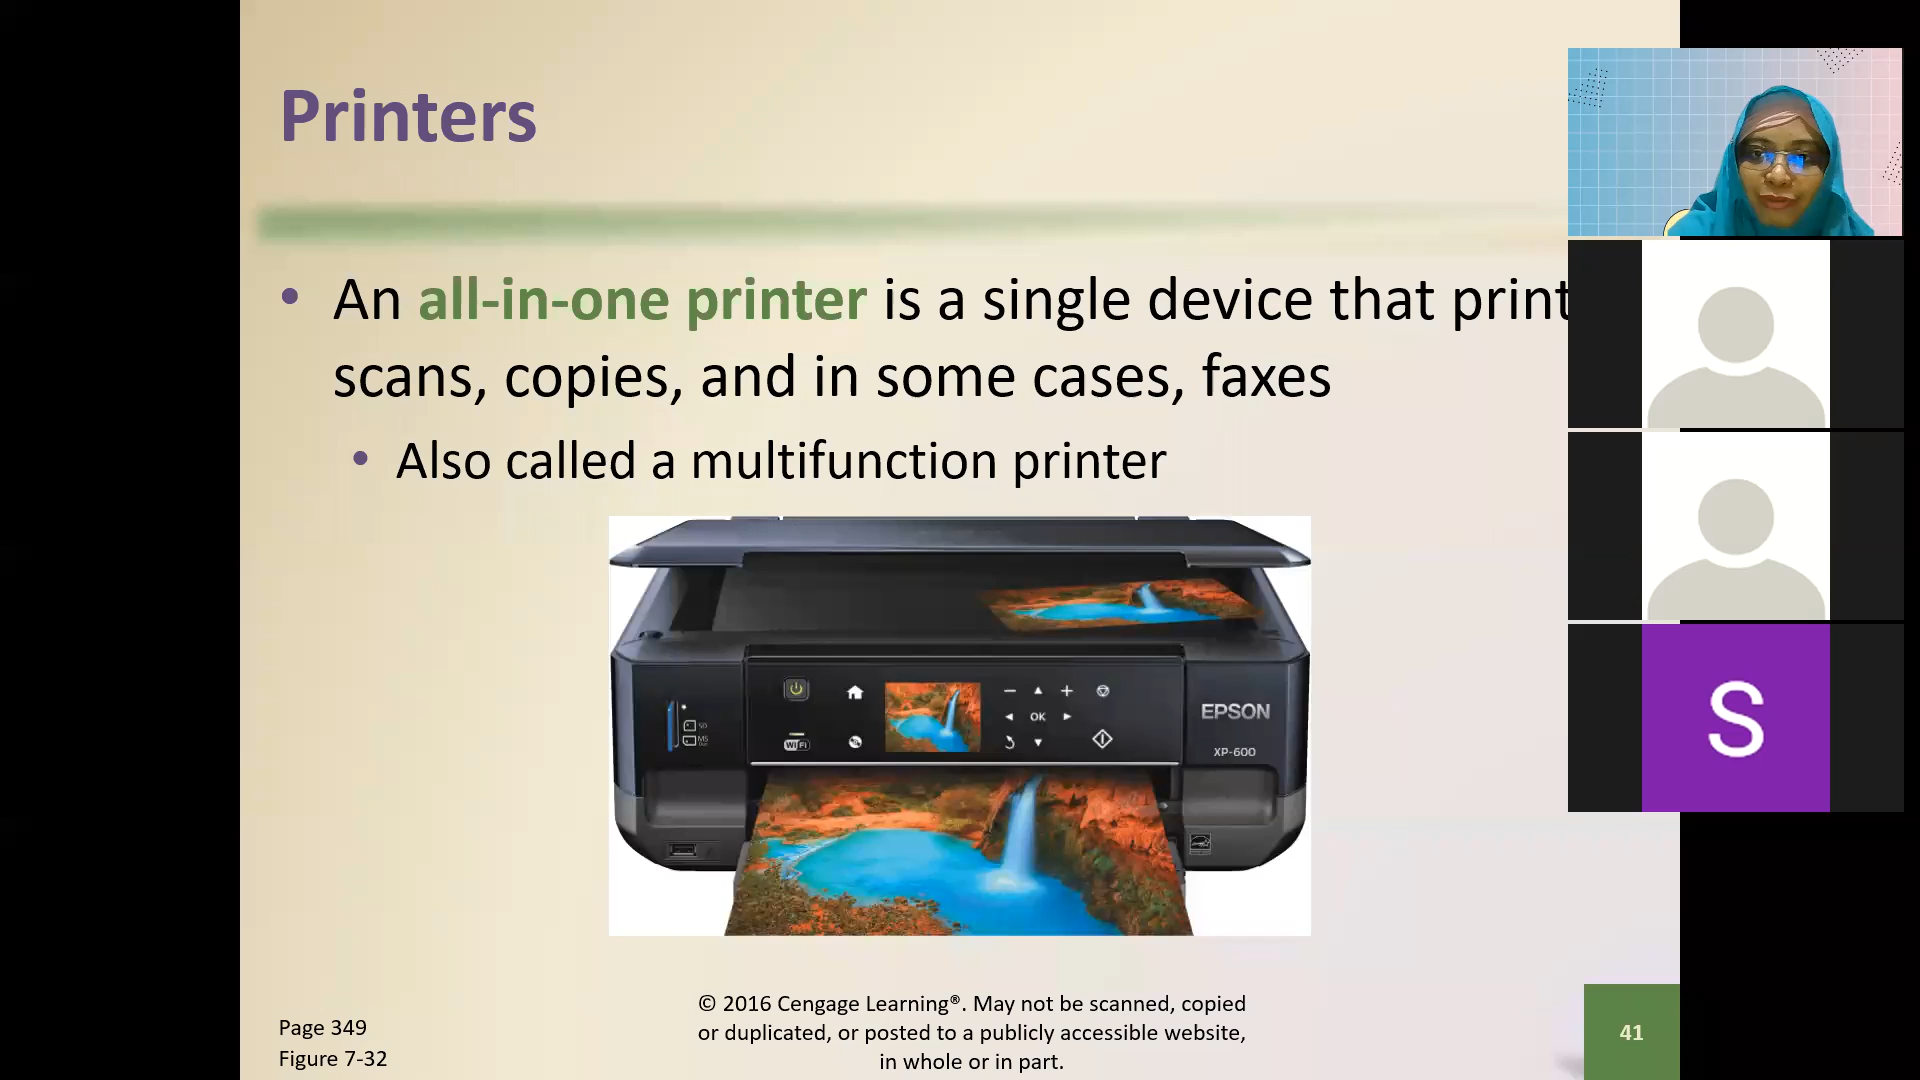 Printers
• An all-in-one printer is a single device that print
scans, copies, and in some cases, faxes
• Also called a multifunction printer
SD
MS
Duo
WiFi
OK
EPSON
XP-600
Page 349
Figure 7-32
© 2016 Cengage Learning®. May not be scanned, copied
or duplicated, or posted to a publicly accessible website,
in whole or in part.
41
S